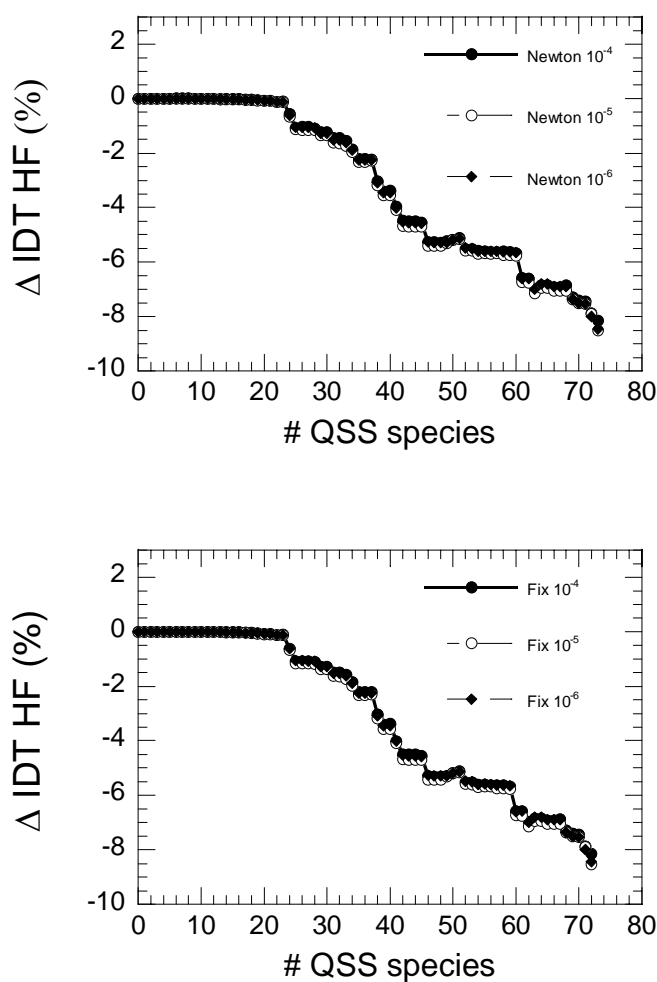 2
0
-2
-4
-6
-8
-10
Δ IDT HF (%)
Newton 10^-4
Newton 10^-5
Newton 10^-6
0 10 20 30 40 50 60 70 80
# QSS species
2
0
-2
-4
-6
-8
-10
Δ IDT HF (%)
Fix 10^-4
Fix 10^-5
Fix 10^-6
0 10 20 30 40 50 60 70 80
# QSS species